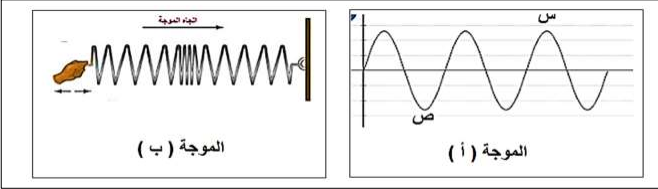 س
ص
الموجة ( أ )
اتجاه الموجة
الموجة ( ب )